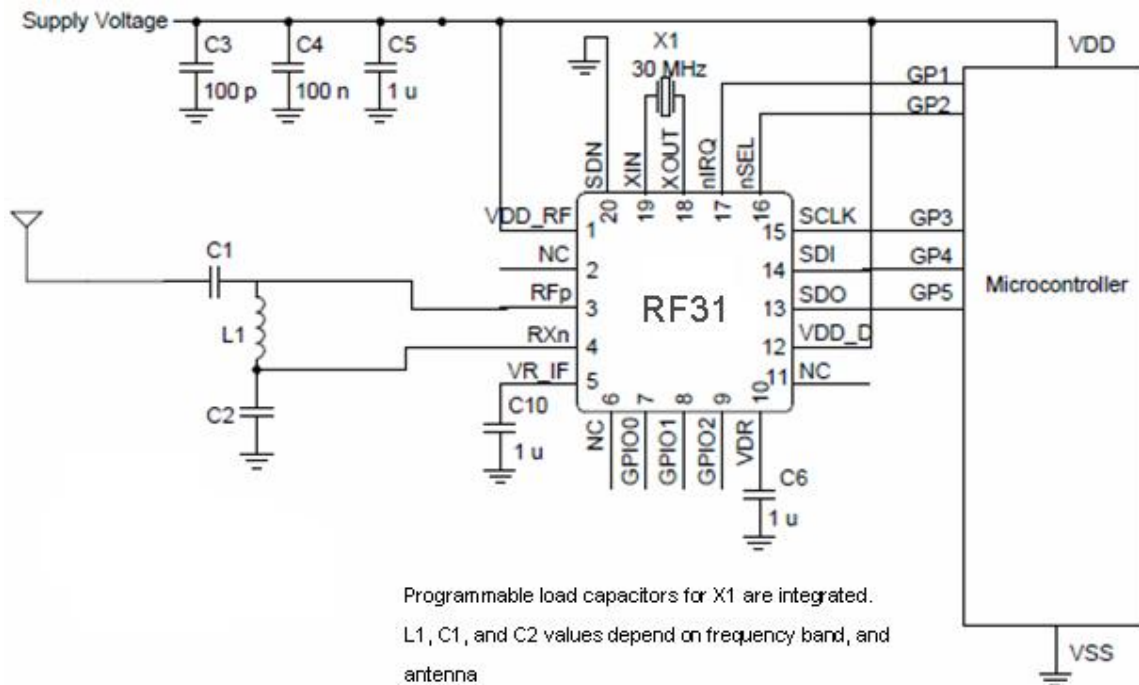 Supply Voltage
C3
C4
C5
100 p
100 n
1 u
X1
30 MHz
VDD
GP1
GP2
SDN
XIN
XOUT
nIRQ
nSEL
20
19
18
17
16
VDD_RF
1
15
SCLK
GP3
NC
2
14
SDI
GP4
C1
RFp
3
RF31
13
SDO
GP5
Microcontroller
L1
RXn
4
12
VDD_D
VR_IF
5
11
NC
C2
C10
1 u
6
7
8
9
10
NC
GPIO0
GPIO1
GPIO2
VDR
C6
1 u
Programmable load capacitors for X1 are integrated.
L1, C1, and C2 values depend on frequency band, and
antenna
VSS